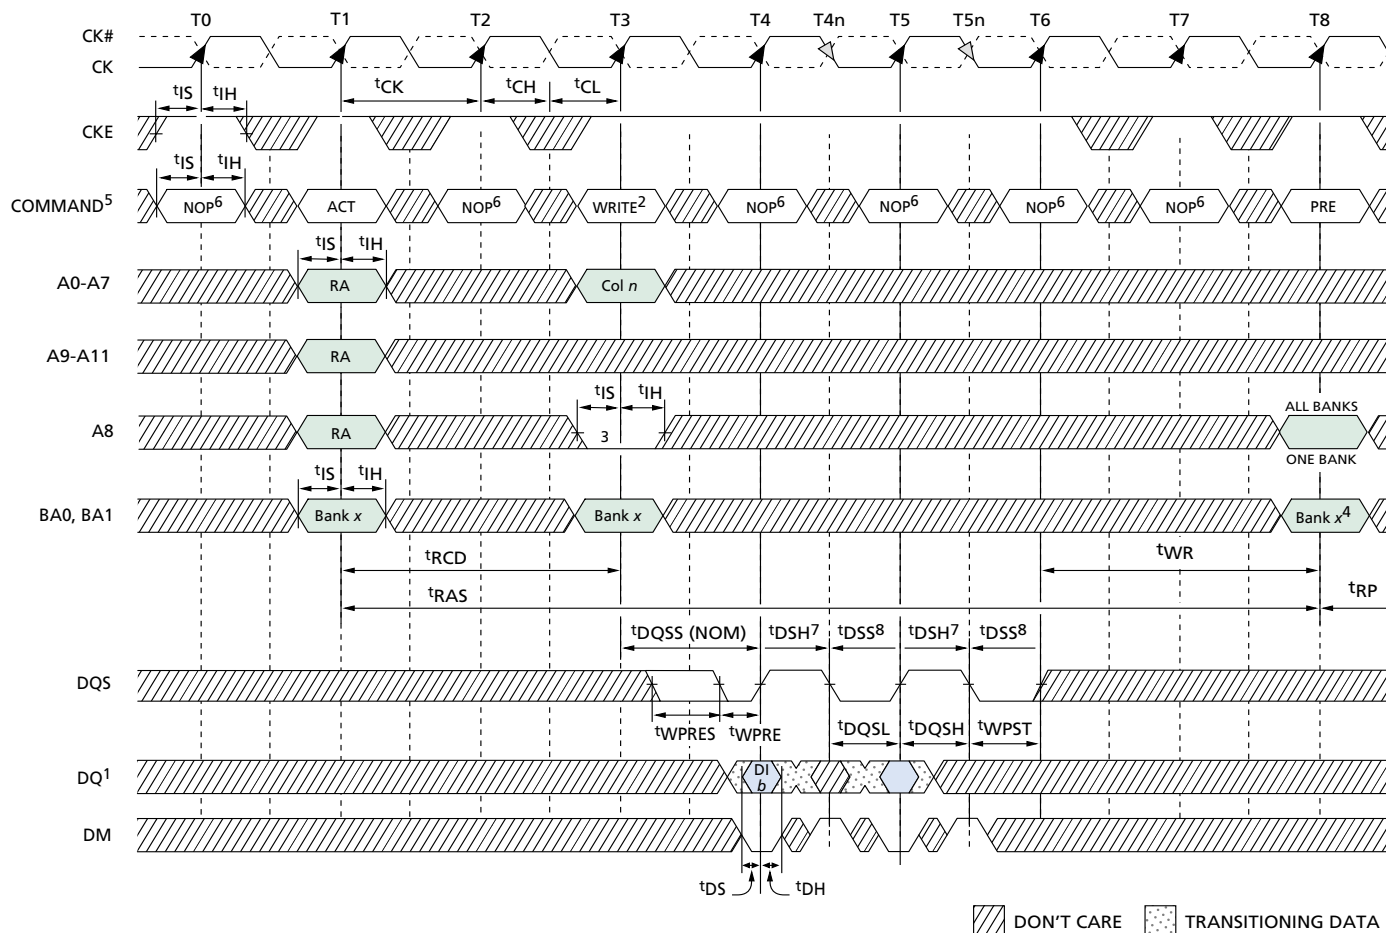 T0 T1 T2 T3 T4 T4n T5 T5n T6 T7 T8
CK#
CK
tCK tCH tCL
tIS tIH
CKE
tIS tIH
COMMAND5 NOP6 ACT NOP6 WRITE2 NOP6 NOP6 NOP6 NOP6 PRE
tIS tIH
A0-A7 RA Col n
A9-A11 RA
tIS tIH ALL BANKS
A8 RA 3
ONE BANK
tIS tIH
BA0, BA1 Bank x Bank x Bank x4
tRCD tWR
tRAS tRP
tDQSS (NOM) tDSH7 tDSS8 tDSH7 tDSS8
DQS
tWPRES tWPRE tDQSL tDQSH tWPST
DQ1 DI
b
DM
tDS tDH
DON'T CARE TRANSITIONING DATA